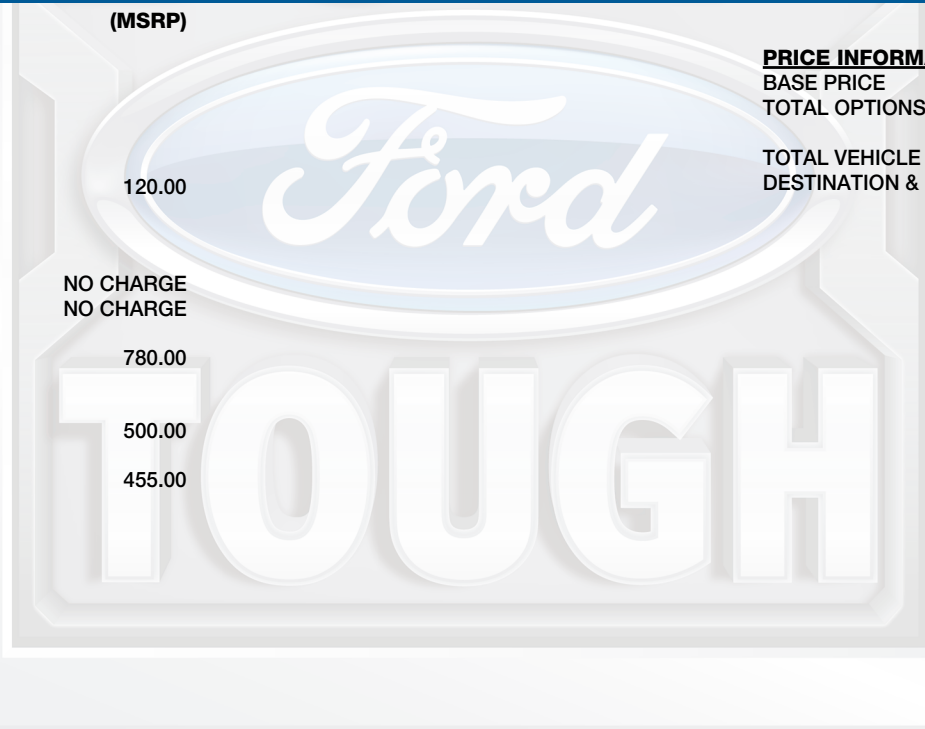 (MSRP)
120.00
NO CHARGE
NO CHARGE
780.00
500.00
455.00
PRICE INFORMA
BASE PRICE
TOTAL OPTIONS
TOTAL VEHICLE
DESTINATION &
Ford
TOUGH